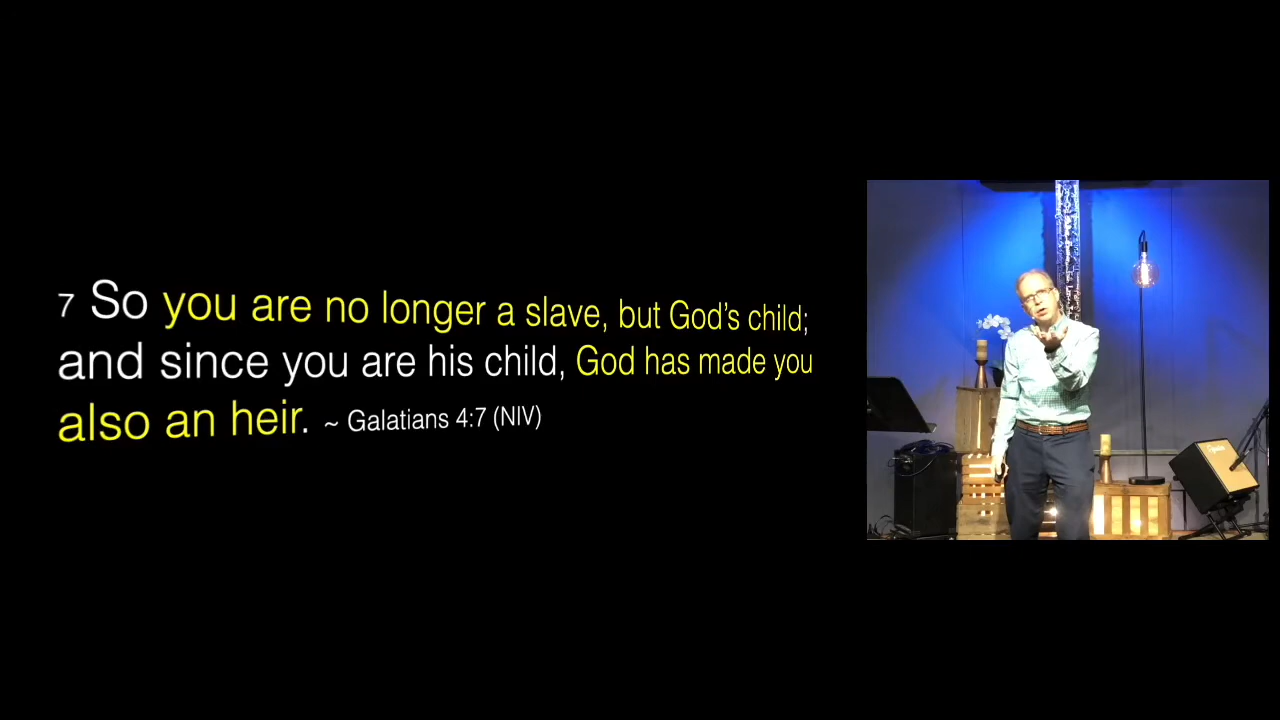 7 So you are no longer a slave, but God's child;
and since you are his child, God has made you
also an heir. ~ Galatians 4:7 (NIV)